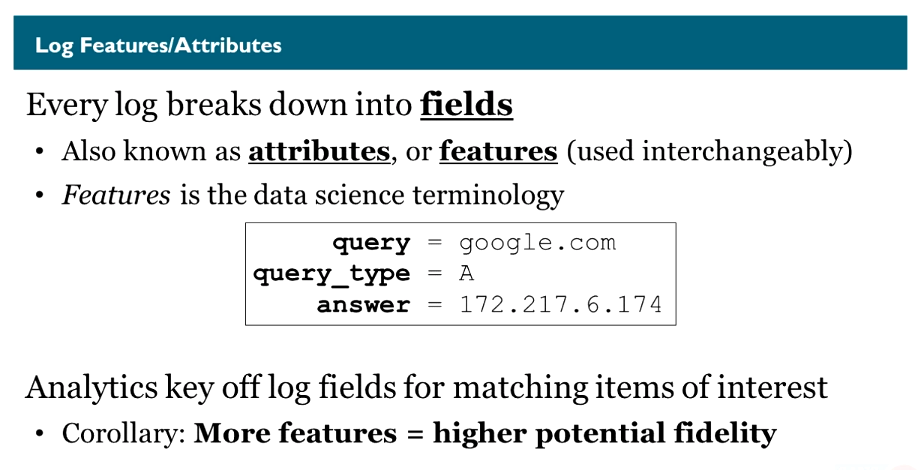 Log Features/Attributes
Every log breaks down into fields
• Also known as attributes, or features (used interchangeably)
• Features is the data science terminology
query = google.com
query_type = A
answer = 172.217.6.174
Analytics key off log fields for matching items of interest
• Corollary: More features = higher potential fidelity